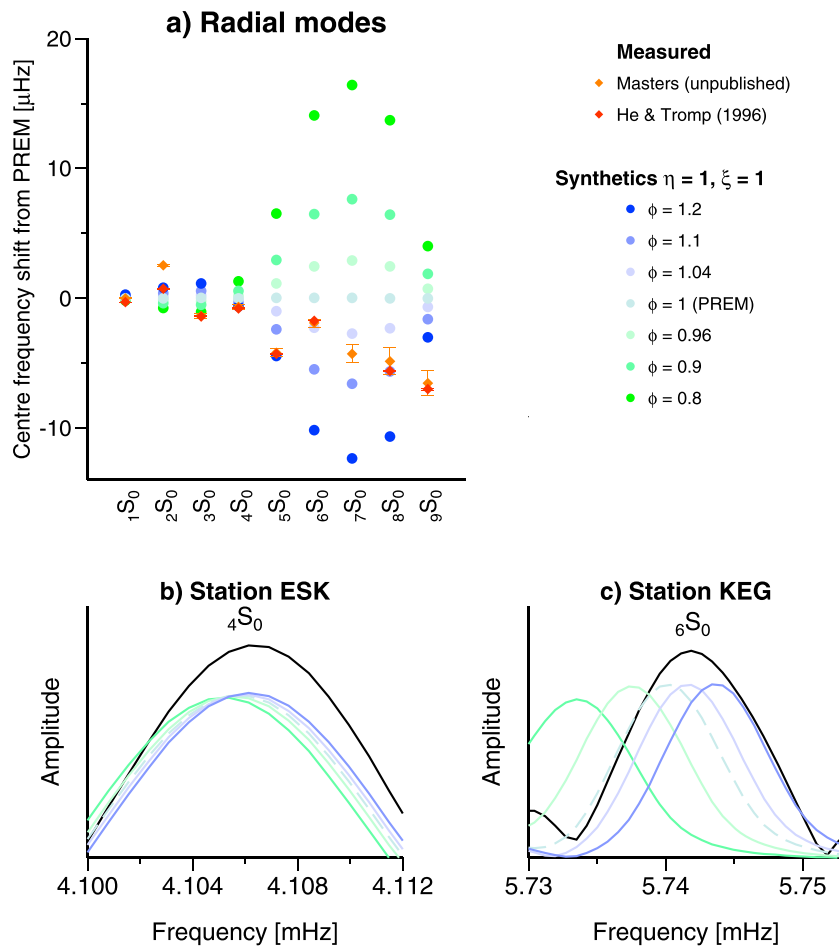 a) Radial modes
Centre frequency shift from PREM [μHz]
20
10
0
-10
₁S₀
₂S₀
₃S₀
₄S₀
₅S₀
₆S₀
₇S₀
₈S₀
₉S₀
Measured
Masters (unpublished)
He & Tromp (1996)
Synthetics η = 1, ξ = 1
ϕ = 1.2
ϕ = 1.1
ϕ = 1.04
ϕ = 1 (PREM)
ϕ = 0.96
ϕ = 0.9
ϕ = 0.8
b) Station ESK
₄S₀
Amplitude
4.100 4.104 4.108 4.112
Frequency [mHz]
c) Station KEG
₆S₀
Amplitude
5.73 5.74 5.75
Frequency [mHz]